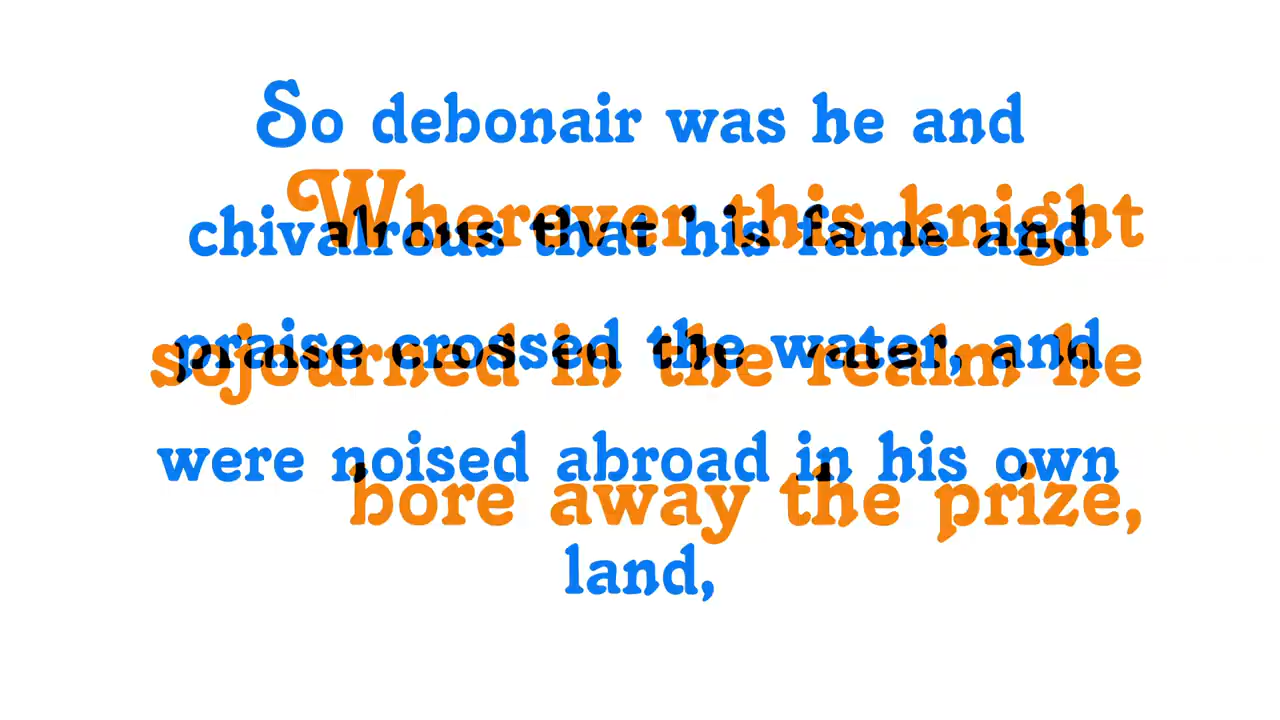 So debonair was he and
chivalrous that his fame and
praise crossed the water, and
were noised abroad in his own
land,
Wherever this knight
sojourned in the realm he
bore away the prize,